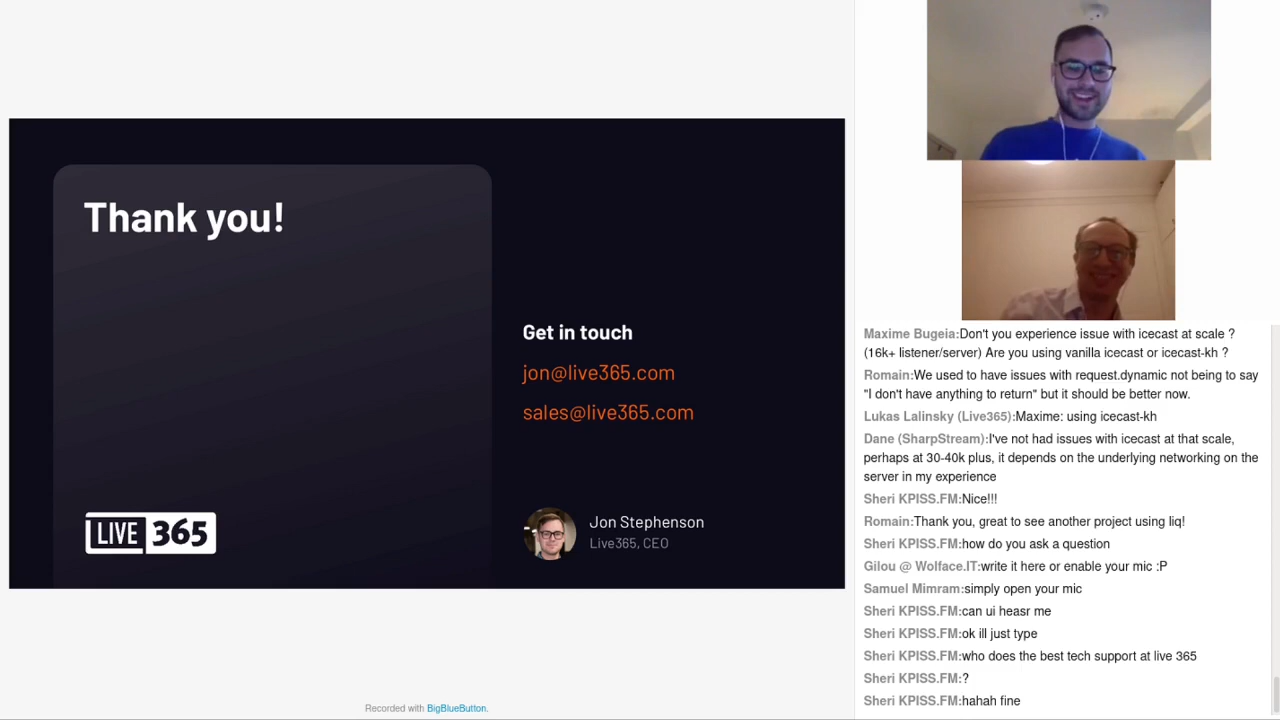 Thank you!
Get in touch
jon@live365.com
sales@live365.com
LIVE 365
Jon Stephenson
Live365, CEO
Recorded with BigBlueButton.
Maxime Bugeia:Don't you experience issue with icecast at scale ?
(16k+ listener/server) Are you using vanilla icecast or icecast-kh ?
Romain:We used to have issues with request.dynamic not being to say
"I don't have anything to return" but it should be better now.
Lukas Lalinsky (Live365):Maxime: using icecast-kh
Dane (SharpStream):I've not had issues with icecast at that scale,
perhaps at 30-40k plus, it depends on the underlying networking on the
server in my experience
Sheri KPISS.FM:Nice!!!
Romain:Thank you, great to see another project using liq!
Sheri KPISS.FM:how do you ask a question
Gilou @ Wolface.IT:write it here or enable your mic :P
Samuel Mimram:simply open your mic
Sheri KPISS.FM:can ui heasr me
Sheri KPISS.FM:ok ill just type
Sheri KPISS.FM:who does the best tech support at live 365
Sheri KPISS.FM:?
Sheri KPISS.FM:hahah fine